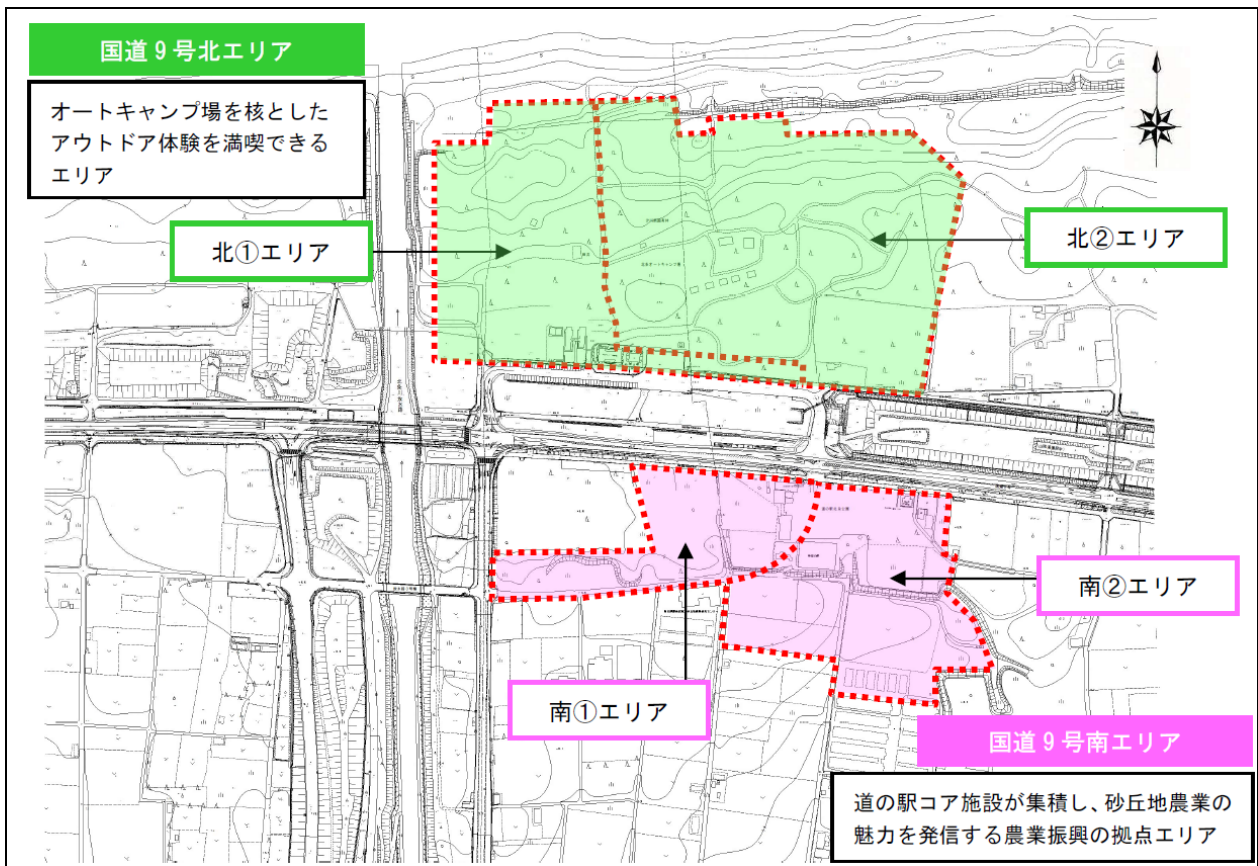 国道9号北エリア
オートキャンプ場を核とした
アウトドア体験を満喫できる
エリア
北①エリア
北②エリア
南②エリア
南①エリア
国道9号南エリア
道の駅コア施設が集積し、砂丘地農業の
魅力を発信する農業振興の拠点エリア